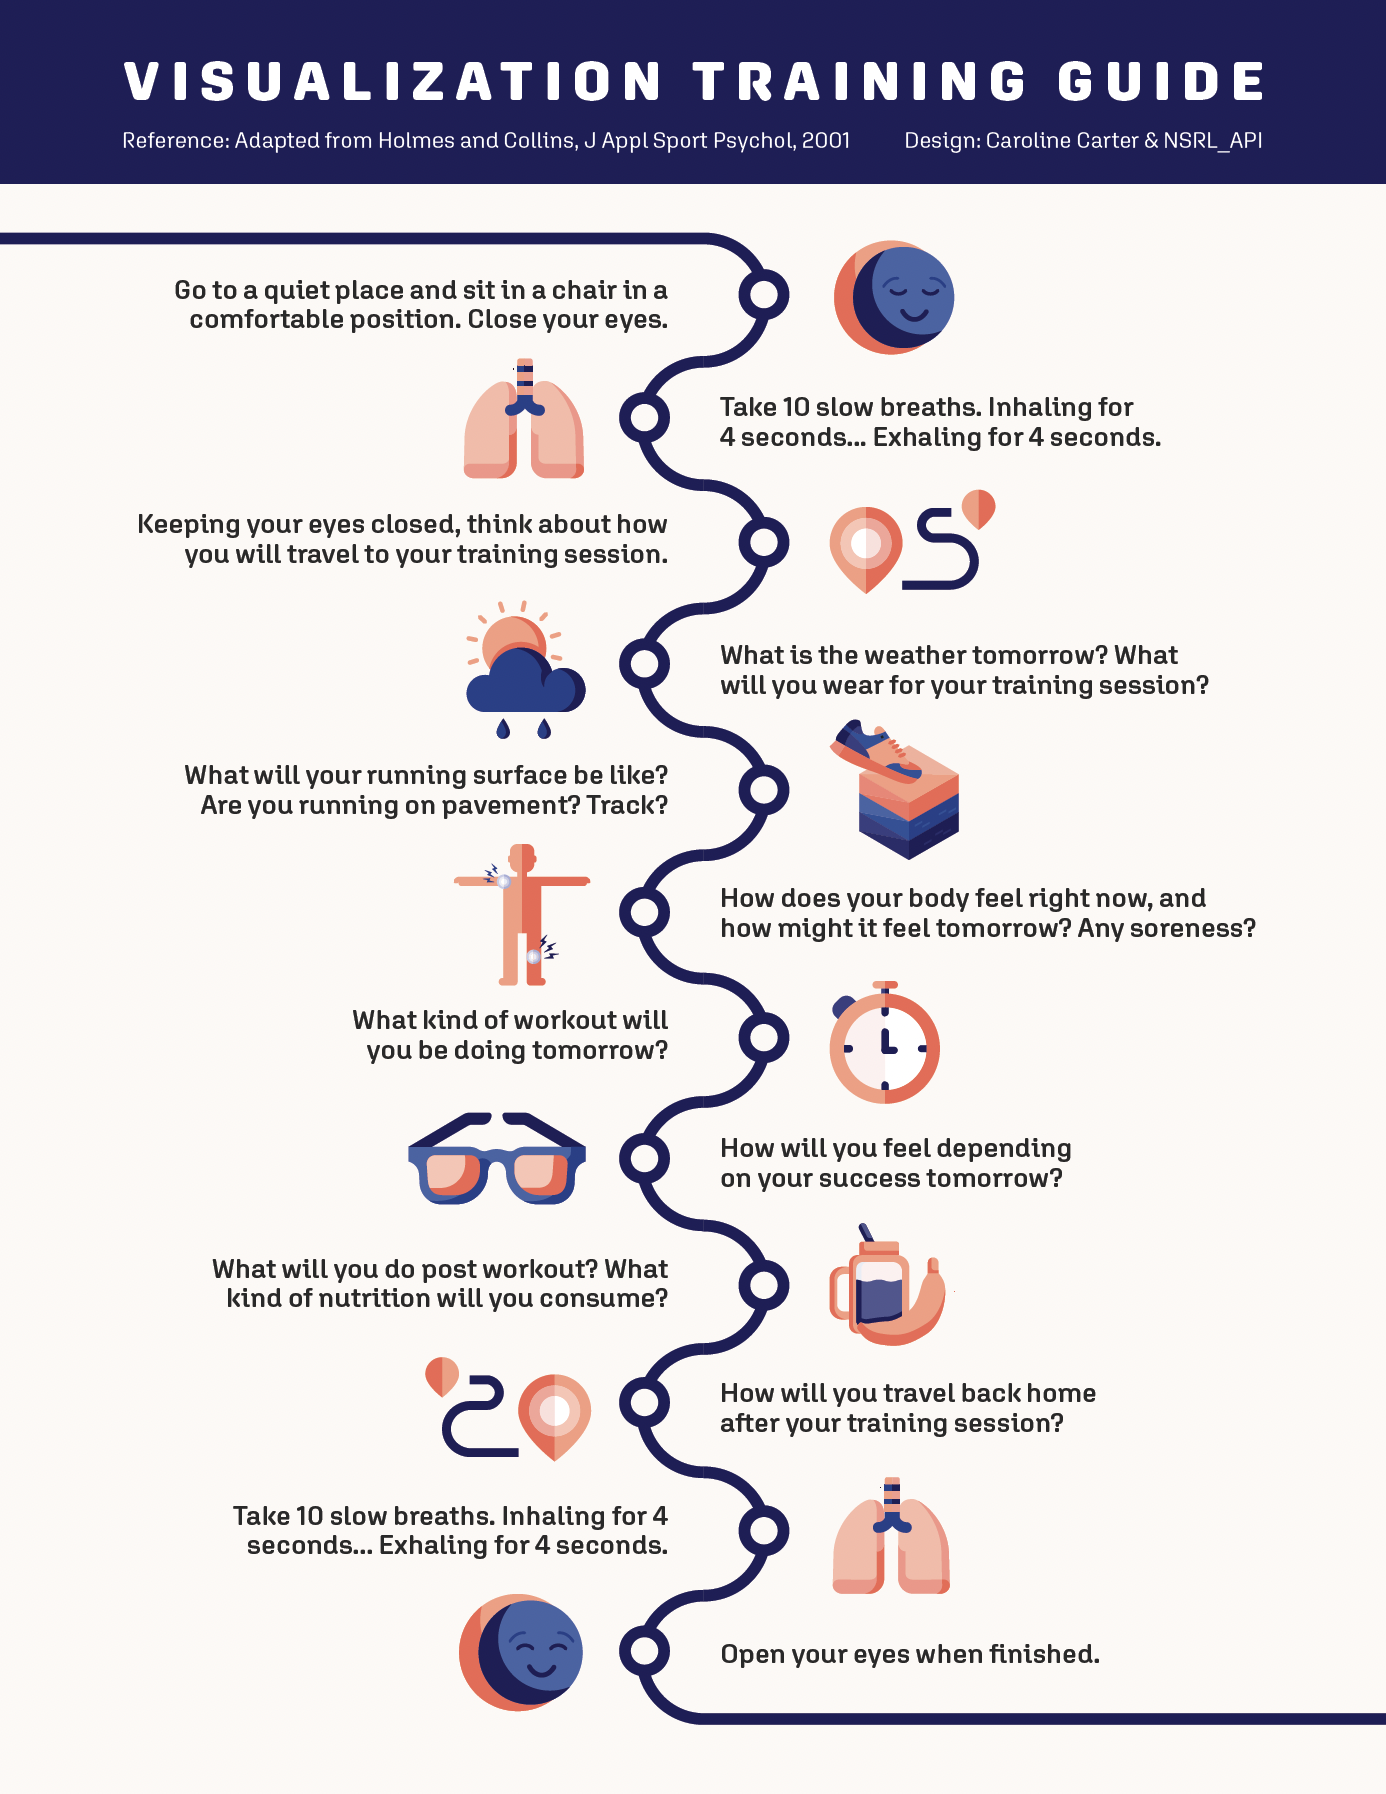 VISUALIZATION TRAINING GUIDE
Reference: Adapted from Holmes and Collins, J Appl Sport Psychol, 2001
Design: Caroline Carter & NSRL_API
Go to a quiet place and sit in a chair in a
comfortable position. Close your eyes.
Take 10 slow breaths. Inhaling for
4 seconds... Exhaling for 4 seconds.
Keeping your eyes closed, think about how
you will travel to your training session.
What is the weather tomorrow? What
will you wear for your training session?
What will your running surface be like?
Are you running on pavement? Track?
How does your body feel right now, and
how might it feel tomorrow? Any soreness?
What kind of workout will
you be doing tomorrow?
How will you feel depending
on your success tomorrow?
What will you do post workout? What
kind of nutrition will you consume?
How will you travel back home
after your training session?
Take 10 slow breaths. Inhaling for 4
seconds... Exhaling for 4 seconds.
Open your eyes when finished.